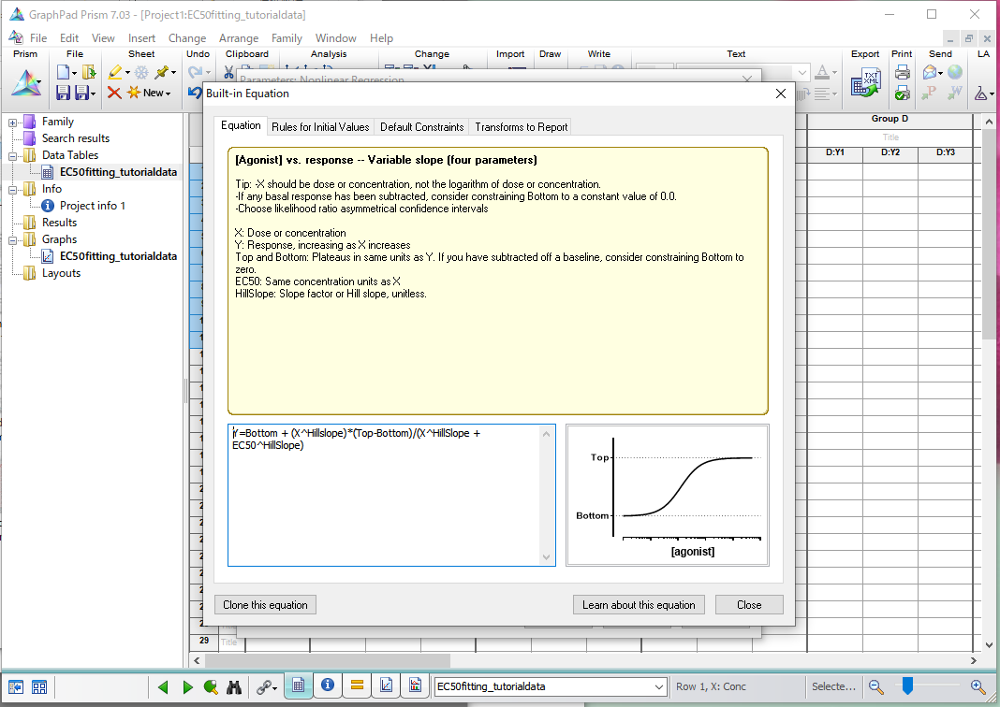 GraphPad Prism 7.03 - [Project1:EC50fitting_tutorialdata]
File Edit View Insert Change Arrange Family Window Help
Prism File Sheet Undo Clipboard Analysis Change Import Draw Write Text Export Print Send LA
New
TXT
XML
Parameters: Nonlinear Regression
Built-in Equation
Equation Rules for Initial Values Default Constraints Transforms to Report
Family
Search results
Data Tables
EC50fitting_tutorialdata
Info
Project info 1
Results
Graphs
EC50fitting_tutorialdata
Layouts
[Agonist] vs. response -- Variable slope (four parameters)
Tip: -X should be dose or concentration, not the logarithm of dose or concentration.
-If any basal response has been subtracted, consider constraining Bottom to a constant value of 0.0.
-Choose likelihood ratio asymmetrical confidence intervals
X: Dose or concentration
Y: Response, increasing as X increases
Top and Bottom: Plateaus in same units as Y. If you have subtracted off a baseline, consider constraining Bottom to
zero.
EC50: Same concentration units as X
HillSlope: Slope factor or Hill slope, unitless.
Y=Bottom + (X^Hillslope)*(Top-Bottom)/(X^HillSlope +
EC50^HillSlope)
Top
Bottom
[agonist]
Clone this equation Learn about this equation Close
Group D
Title
D:Y1 D:Y2 D:Y3
29 Title
EC50fitting_tutorialdata Row 1, X: Conc Selecte...